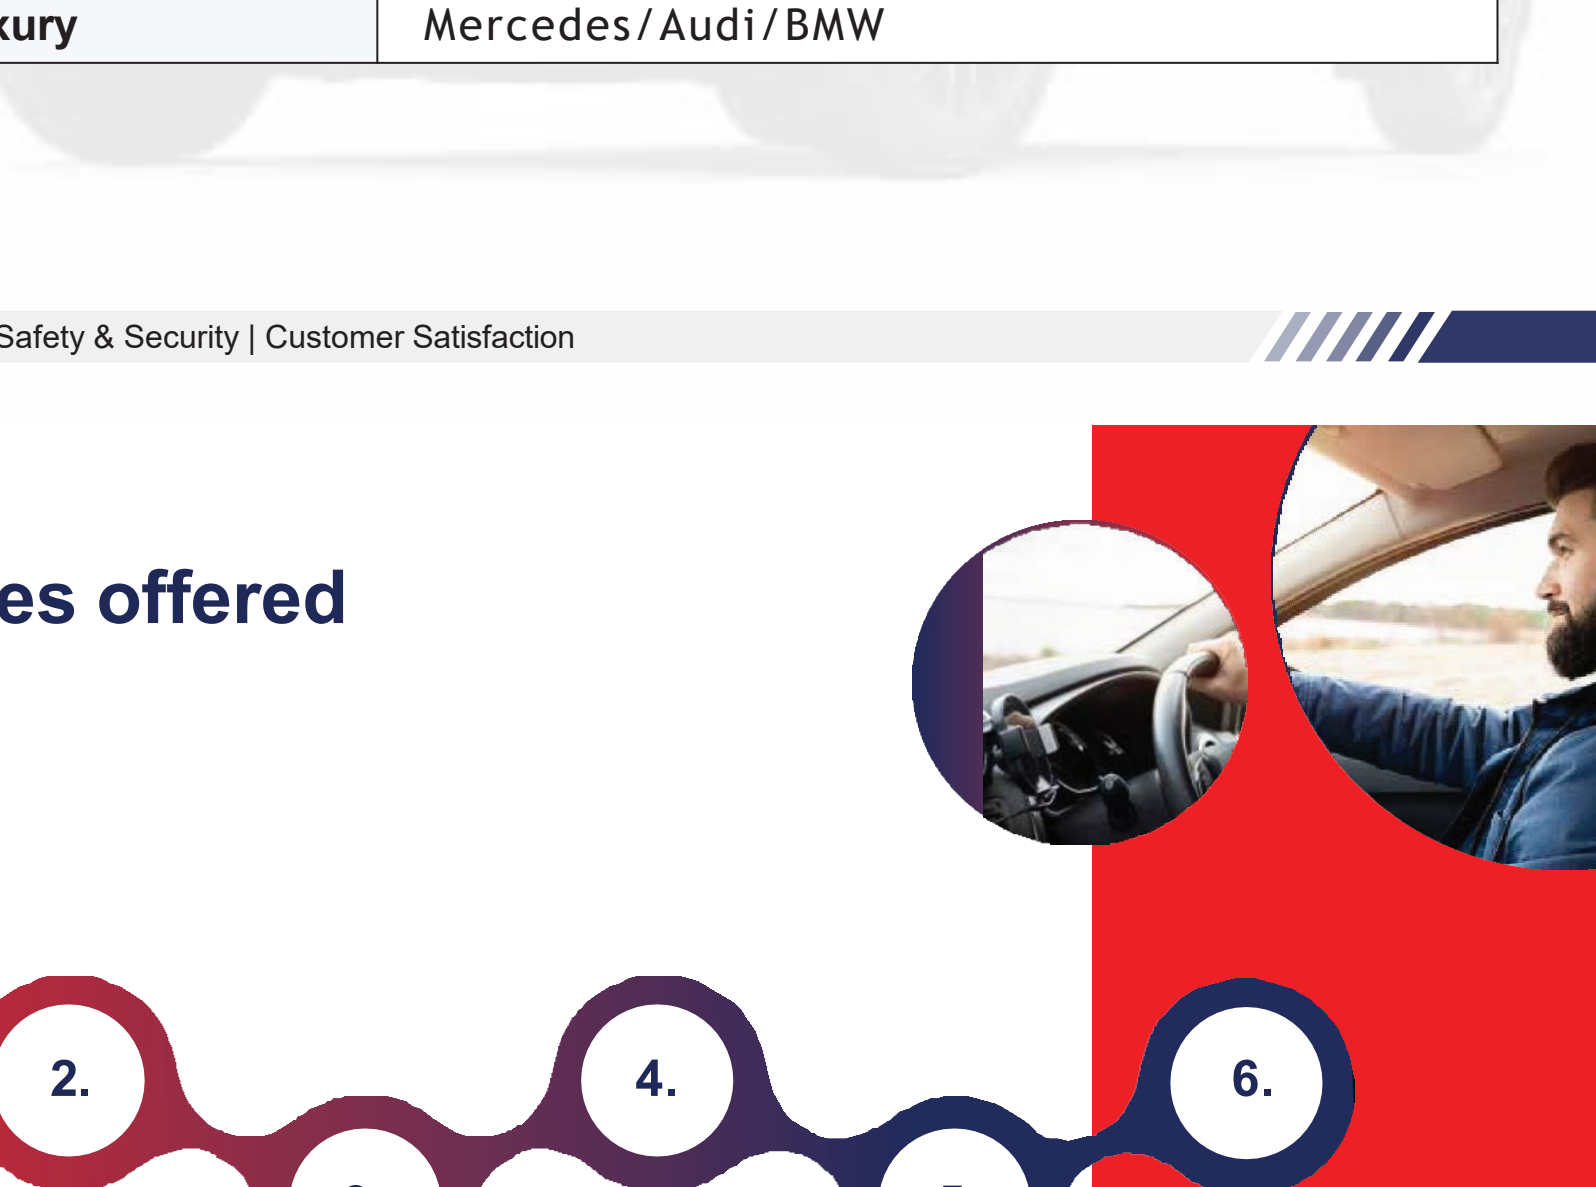 xury
Mercedes/Audi/BMW
Safety & Security | Customer Satisfaction
es offered
2.
4.
6.